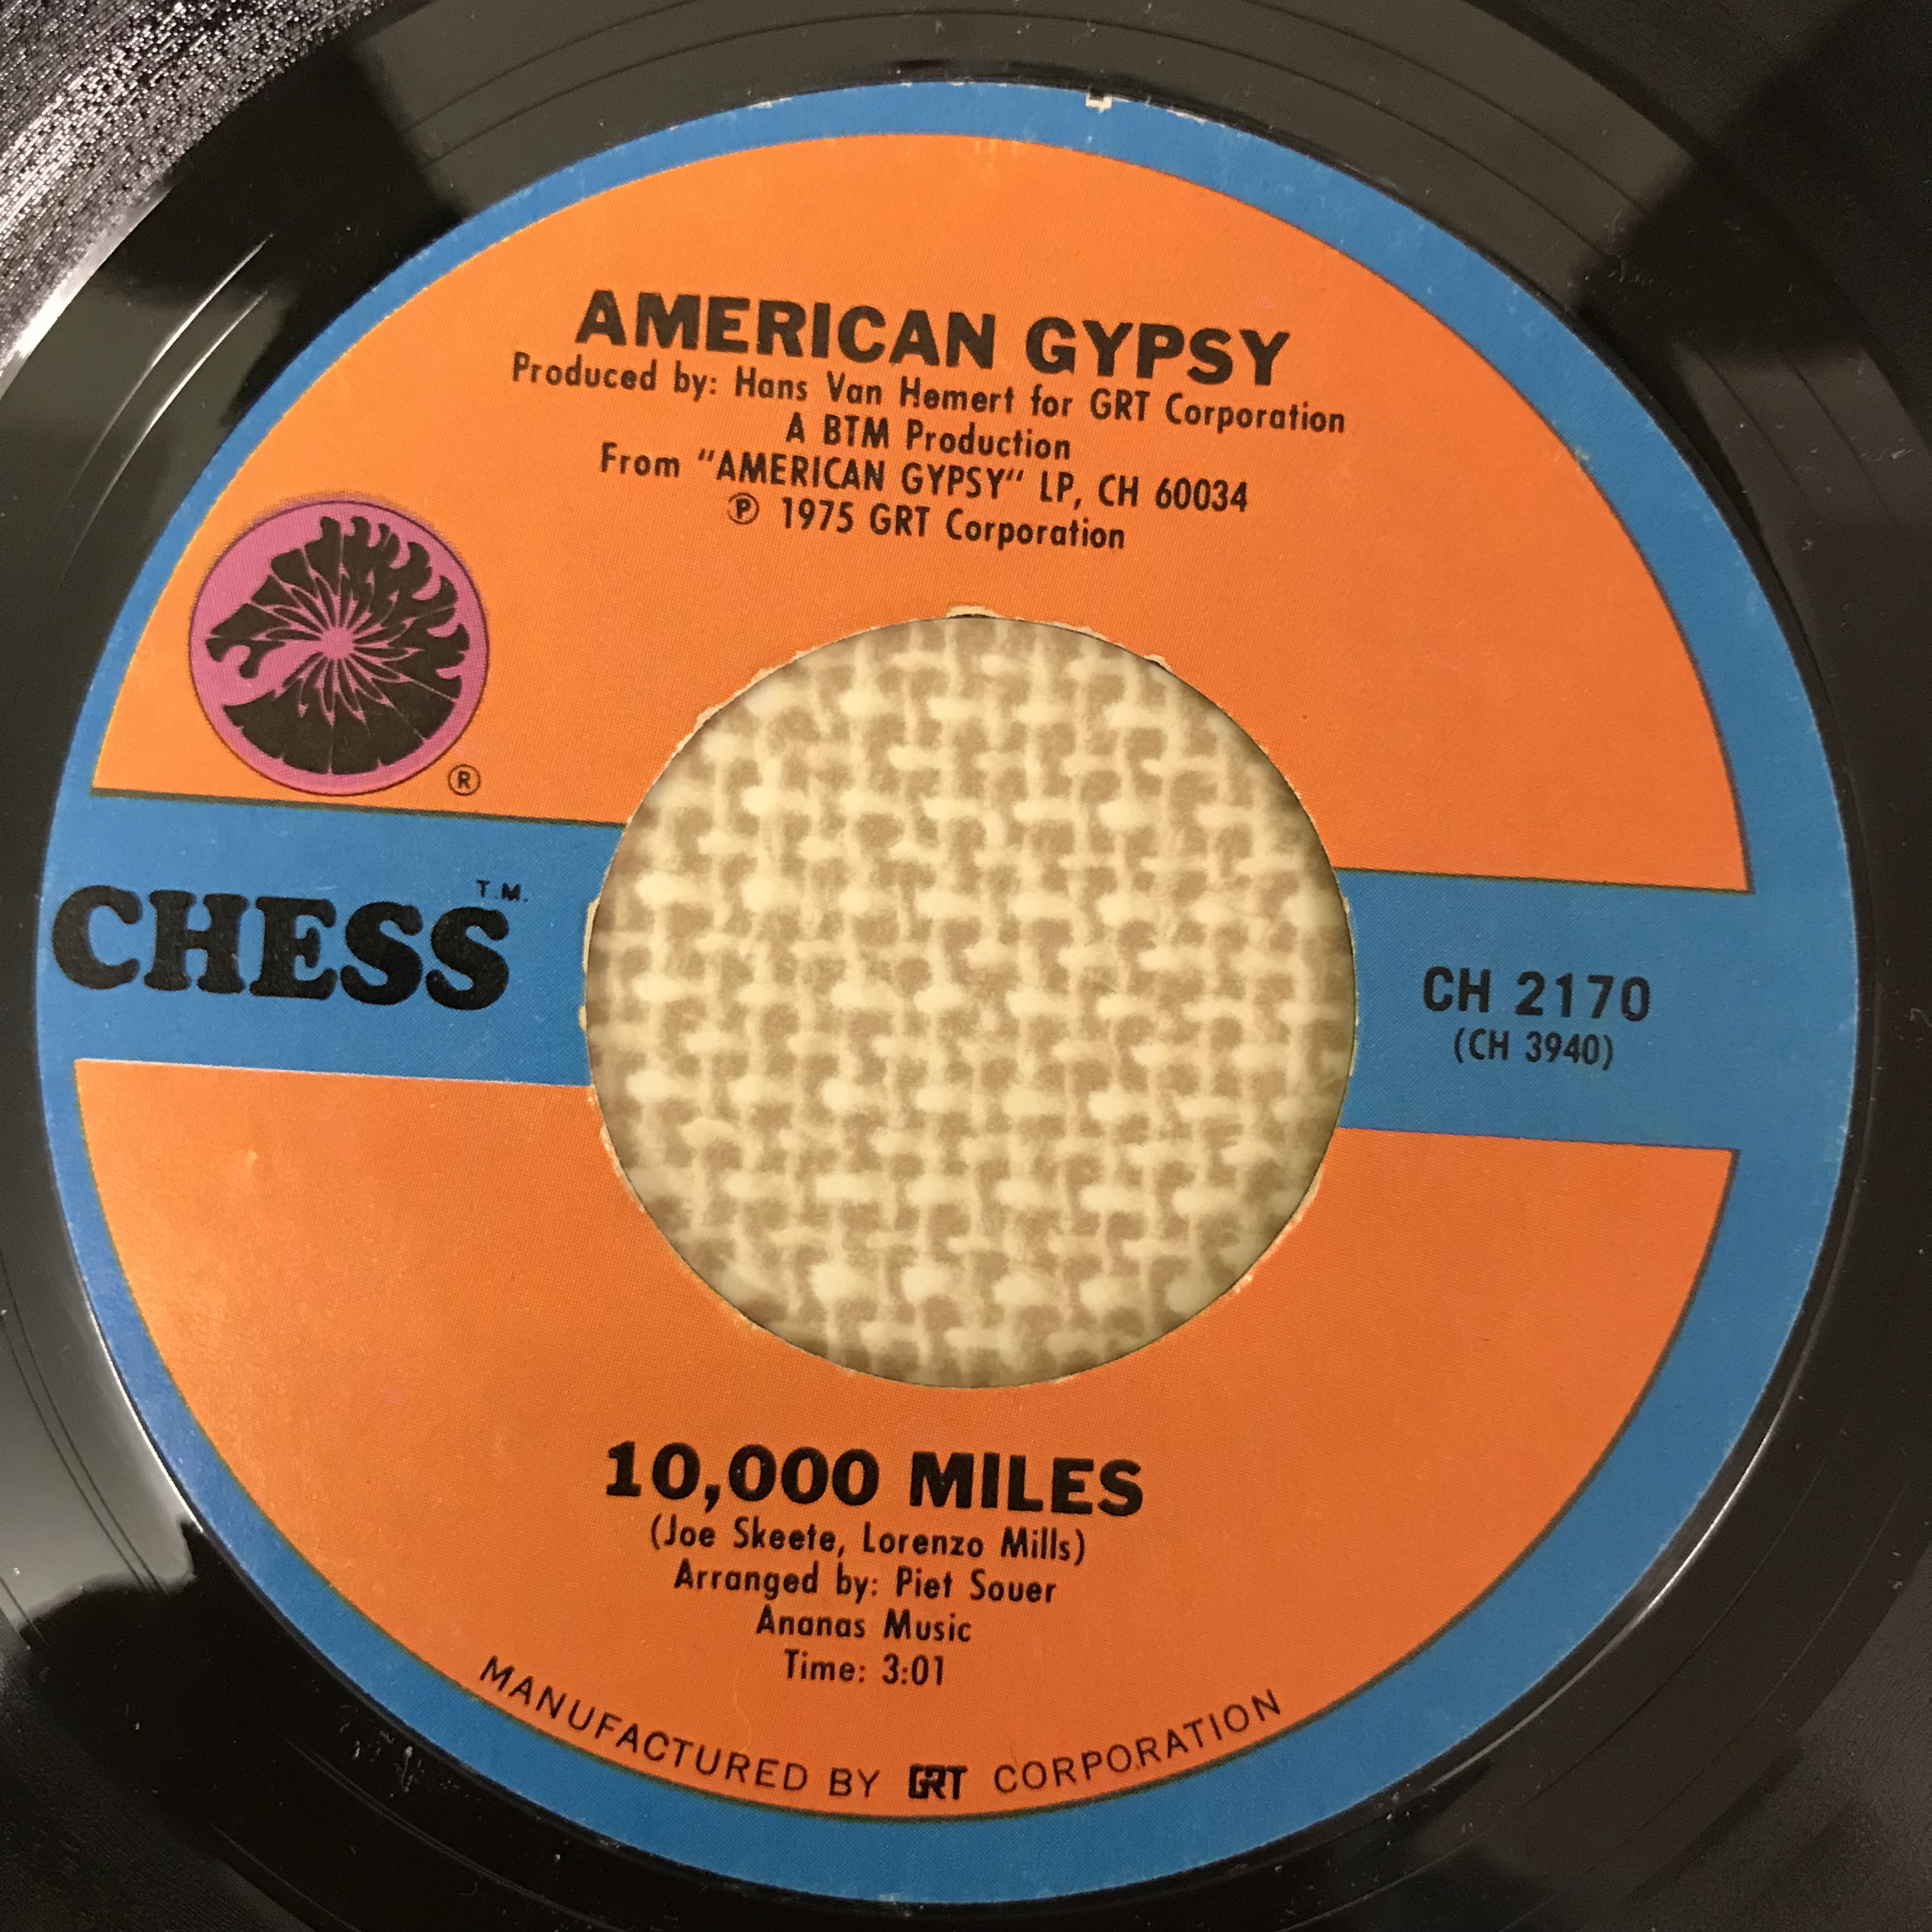 AMERICAN GYPSY
Produced by: Hans Van Hemert for GRT Corporation
A BTM Production
From "AMERICAN GYPSY" LP, CH 60034
Ⓟ 1975 GRT Corporation
®
CHESS T.M.
CH 2170
(CH 3940)
10,000 MILES
(Joe Skeete, Lorenzo Mills)
Arranged by: Piet Souer
Ananas Music
Time: 3:01
MANUFACTURED BY GRT CORPORATION